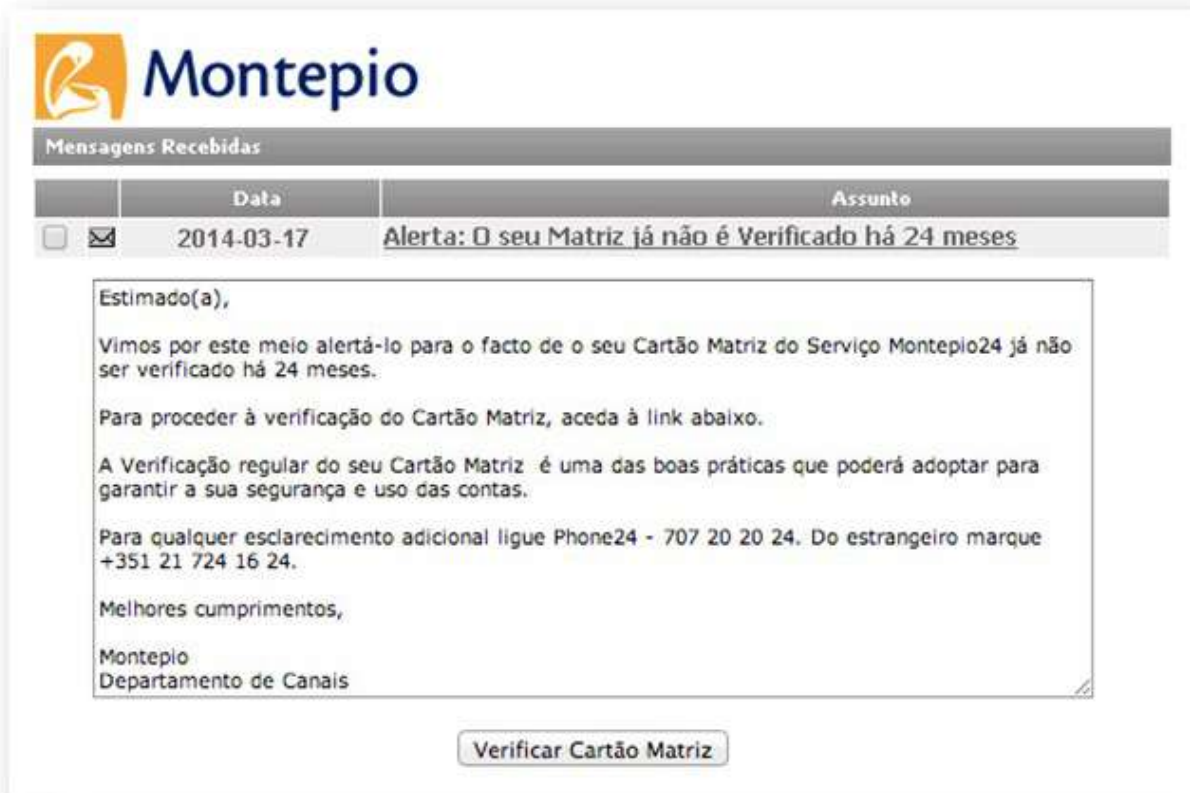 Montepio
Mensagens Recebidas
Data Assunto
2014-03-17 Alerta: O seu Matriz já não é Verificado há 24 meses
Estimado(a),
Vimos por este meio alertá-lo para o facto de o seu Cartão Matriz do Serviço Montepio24 já não
ser verificado há 24 meses.
Para proceder à verificação do Cartão Matriz, aceda à link abaixo.
A Verificação regular do seu Cartão Matriz é uma das boas práticas que poderá adoptar para
garantir a sua segurança e uso das contas.
Para qualquer esclarecimento adicional ligue Phone24 - 707 20 20 24. Do estrangeiro marque
+351 21 724 16 24.
Melhores cumprimentos,
Montepio
Departamento de Canais
Verificar Cartão Matriz